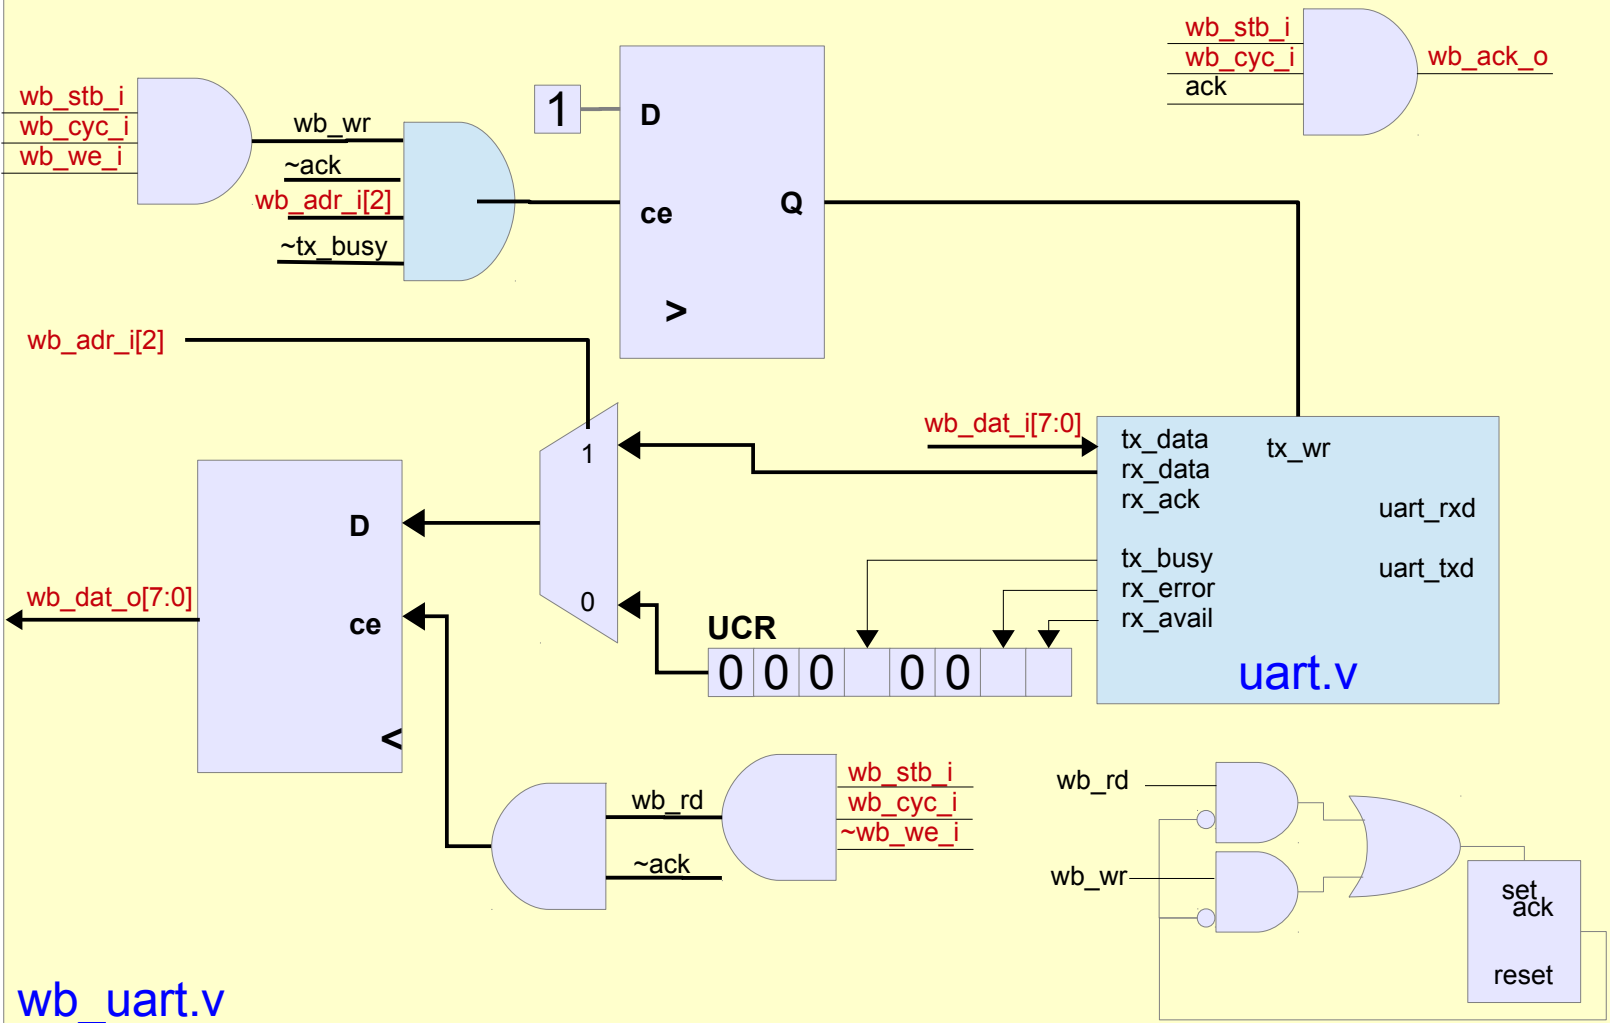 wb_stb_i
wb_cyc_i
wb_we_i
wb_wr
~ack
wb_adr_i[2]
~tx_busy
1
D
ce
Q
>
wb_stb_i
wb_cyc_i
ack
wb_ack_o
wb_adr_i[2]
1
0
wb_dat_i[7:0]
tx_data
rx_data
rx_ack
tx_busy
rx_error
rx_avail
tx_wr
uart_rxd
uart_txd
uart.v
D
ce
<
wb_dat_o[7:0]
UCR
0 0 0 0 0
wb_rd
~ack
wb_stb_i
wb_cyc_i
~wb_we_i
wb_rd
wb_wr
set
ack
reset
wb_uart.v